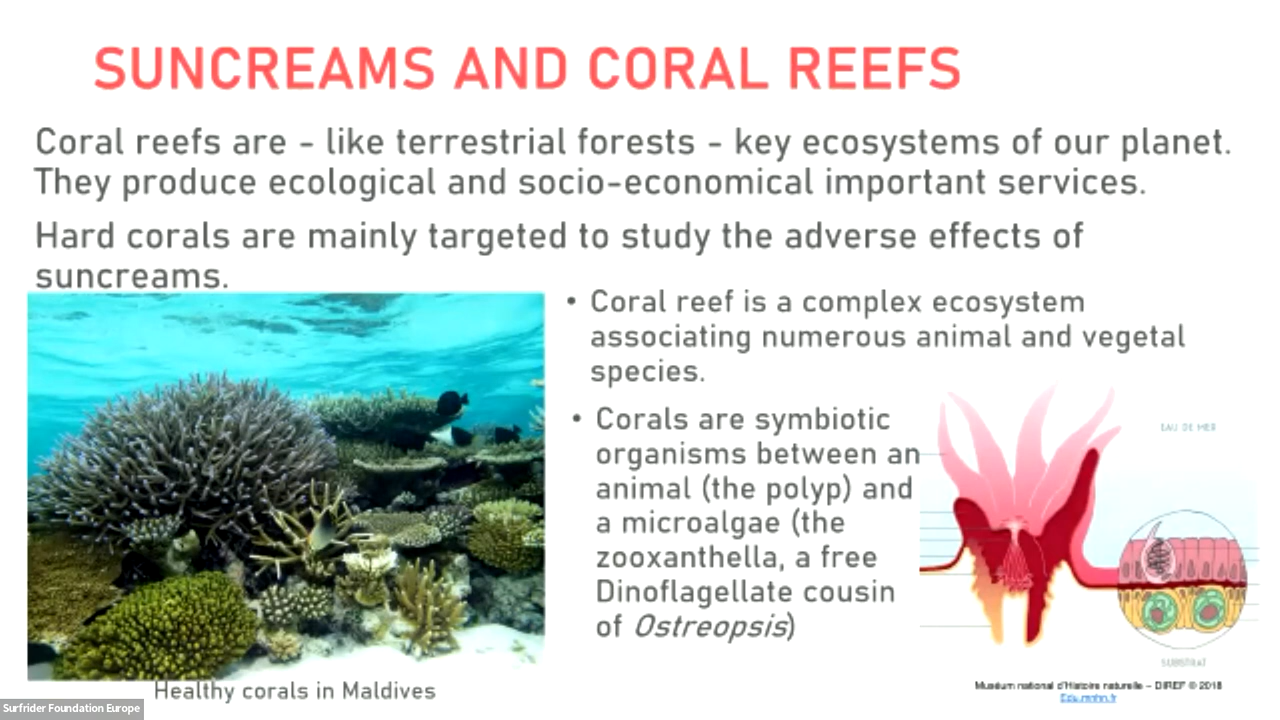 SUNCREAMS AND CORAL REEFS
Coral reefs are - like terrestrial forests - key ecosystems of our planet.
They produce ecological and socio-economical important services.
Hard corals are mainly targeted to study the adverse effects of
suncreams.
• Coral reef is a complex ecosystem
associating numerous animal and vegetal
species.
• Corals are symbiotic
organisms between an
animal (the polyp) and
a microalgae (the
zooxanthella, a free
Dinoflagellate cousin
of Ostreopsis)
EAU DE MER
SUBSTRAT
Muséum national d'Histoire naturelle – DIREF © 2018
Edu.mnhn.fr
Healthy corals in Maldives
Surfrider Foundation Europe